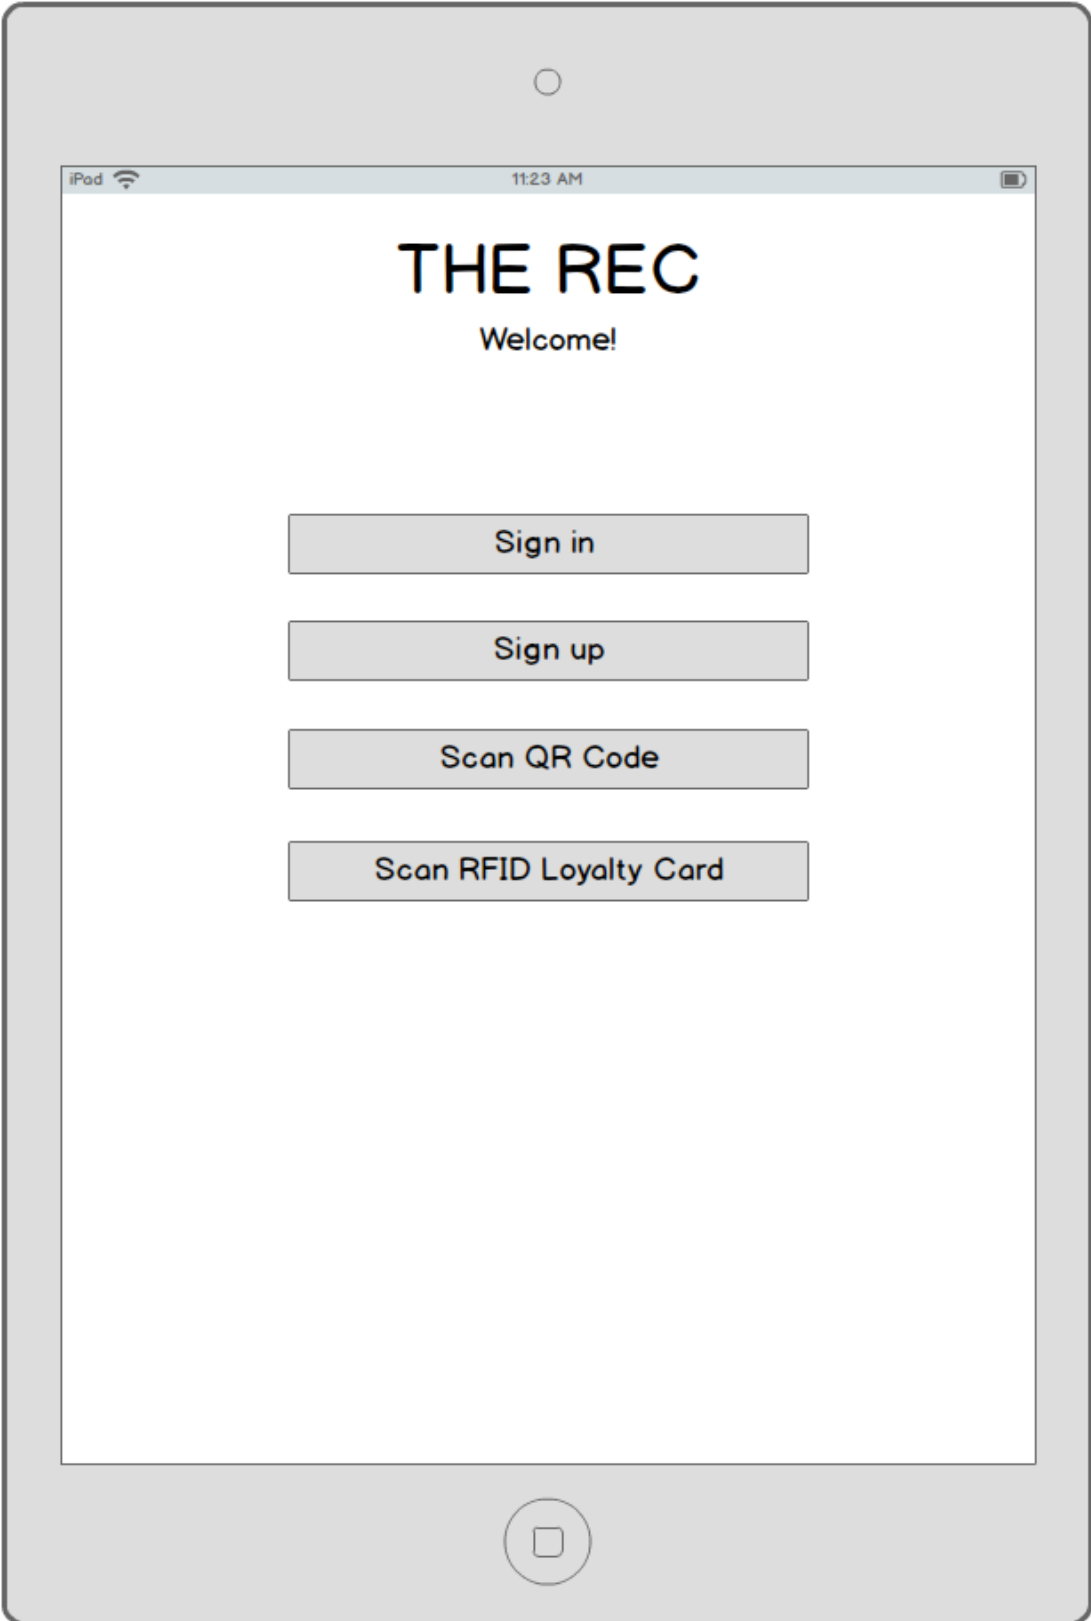 iPad 11:23 AM
THE REC
Welcome!
Sign in
Sign up
Scan QR Code
Scan RFID Loyalty Card